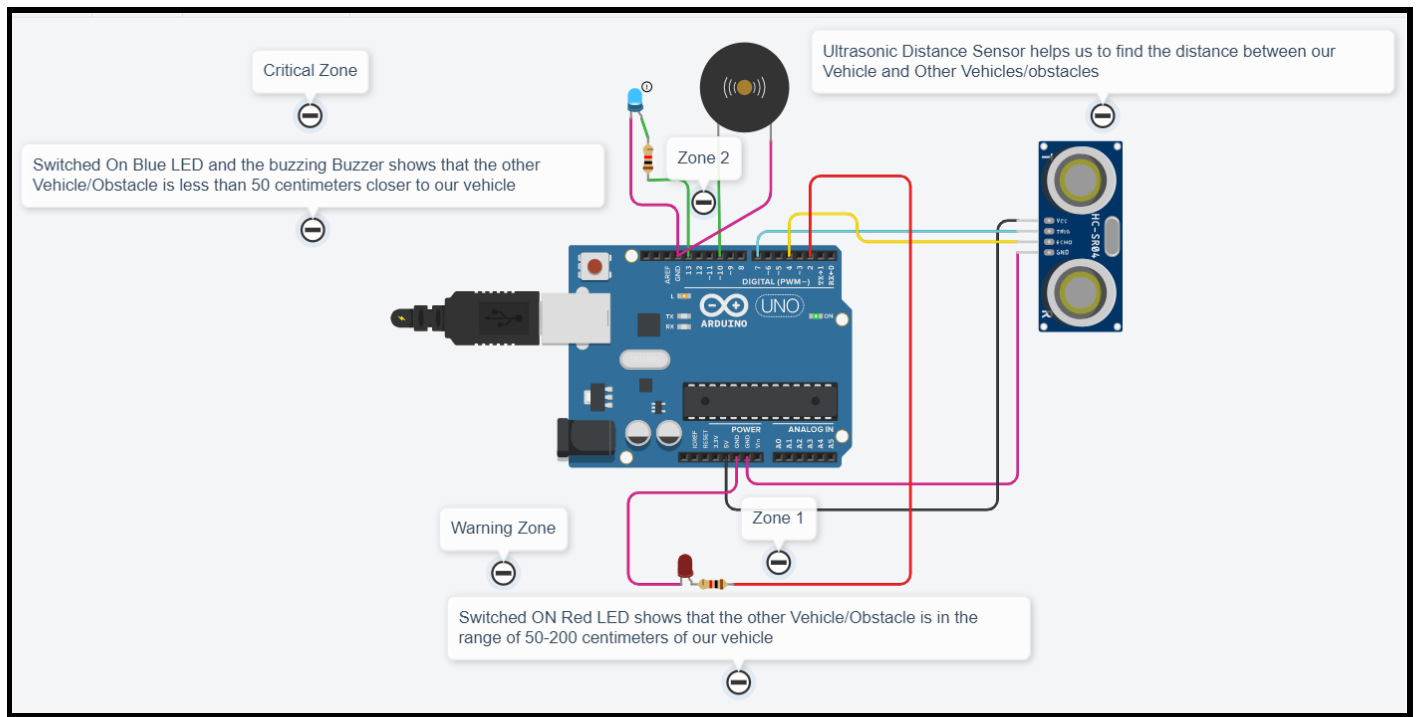 Critical Zone
Switched On Blue LED and the buzzing Buzzer shows that the other
Vehicle/Obstacle is less than 50 centimeters closer to our vehicle
Zone 2
Ultrasonic Distance Sensor helps us to find the distance between our
Vehicle and Other Vehicles/obstacles
VCC
TRIG
ECHO
GND
HC-SR04
T
R
AREF
GND
13
12
~11
~10
~9
8
7
~6
~5
4
~3
2
TX→1
RX←0
DIGITAL (PWM~)
L
TX
RX
ARDUINO
UNO
ON
POWER
ANALOG IN
IOREF
RESET
3.3V
5V
GND
GND
Vin
A0
A1
A2
A3
A4
A5
Zone 1
Warning Zone
Switched ON Red LED shows that the other Vehicle/Obstacle is in the
range of 50-200 centimeters of our vehicle